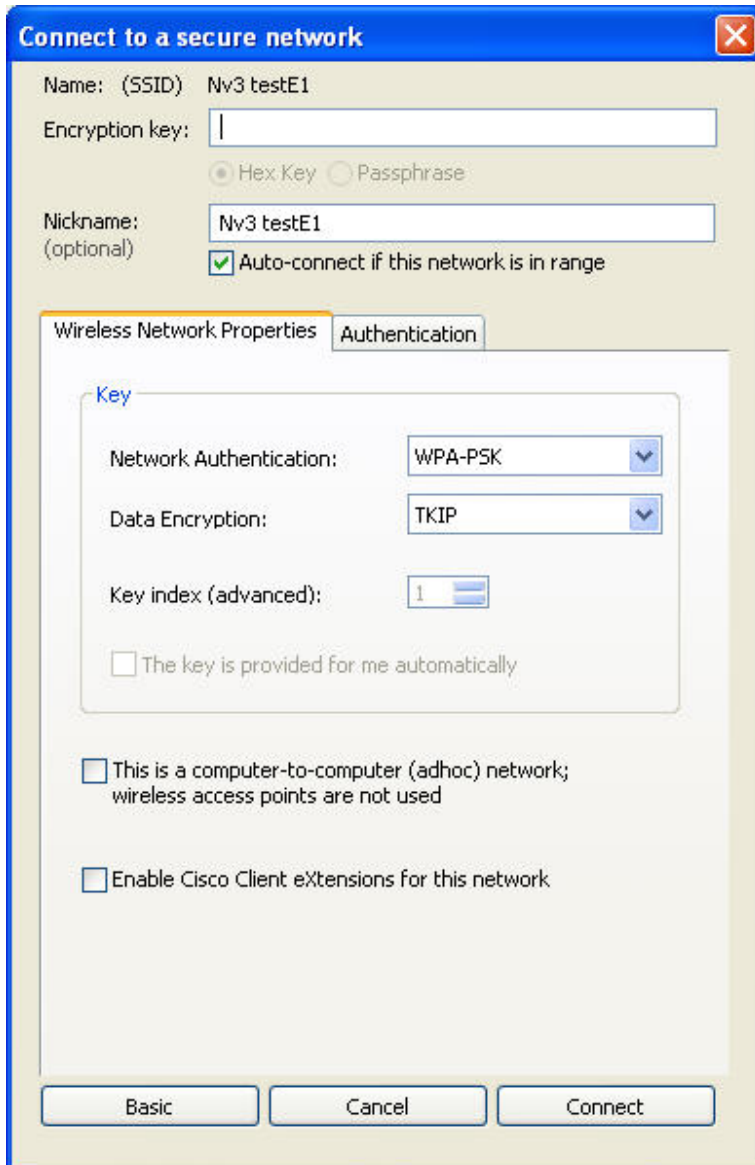 Connect to a secure network
Name: (SSID) Nv3 testE1
Encryption key:
Hex Key Passphrase
Nickname: Nv3 testE1
(optional)
Auto-connect if this network is in range
Wireless Network Properties Authentication
Key
Network Authentication: WPA-PSK
Data Encryption: TKIP
Key index (advanced): 1
The key is provided for me automatically
This is a computer-to-computer (adhoc) network;
wireless access points are not used
Enable Cisco Client eXtensions for this network
Basic Cancel Connect